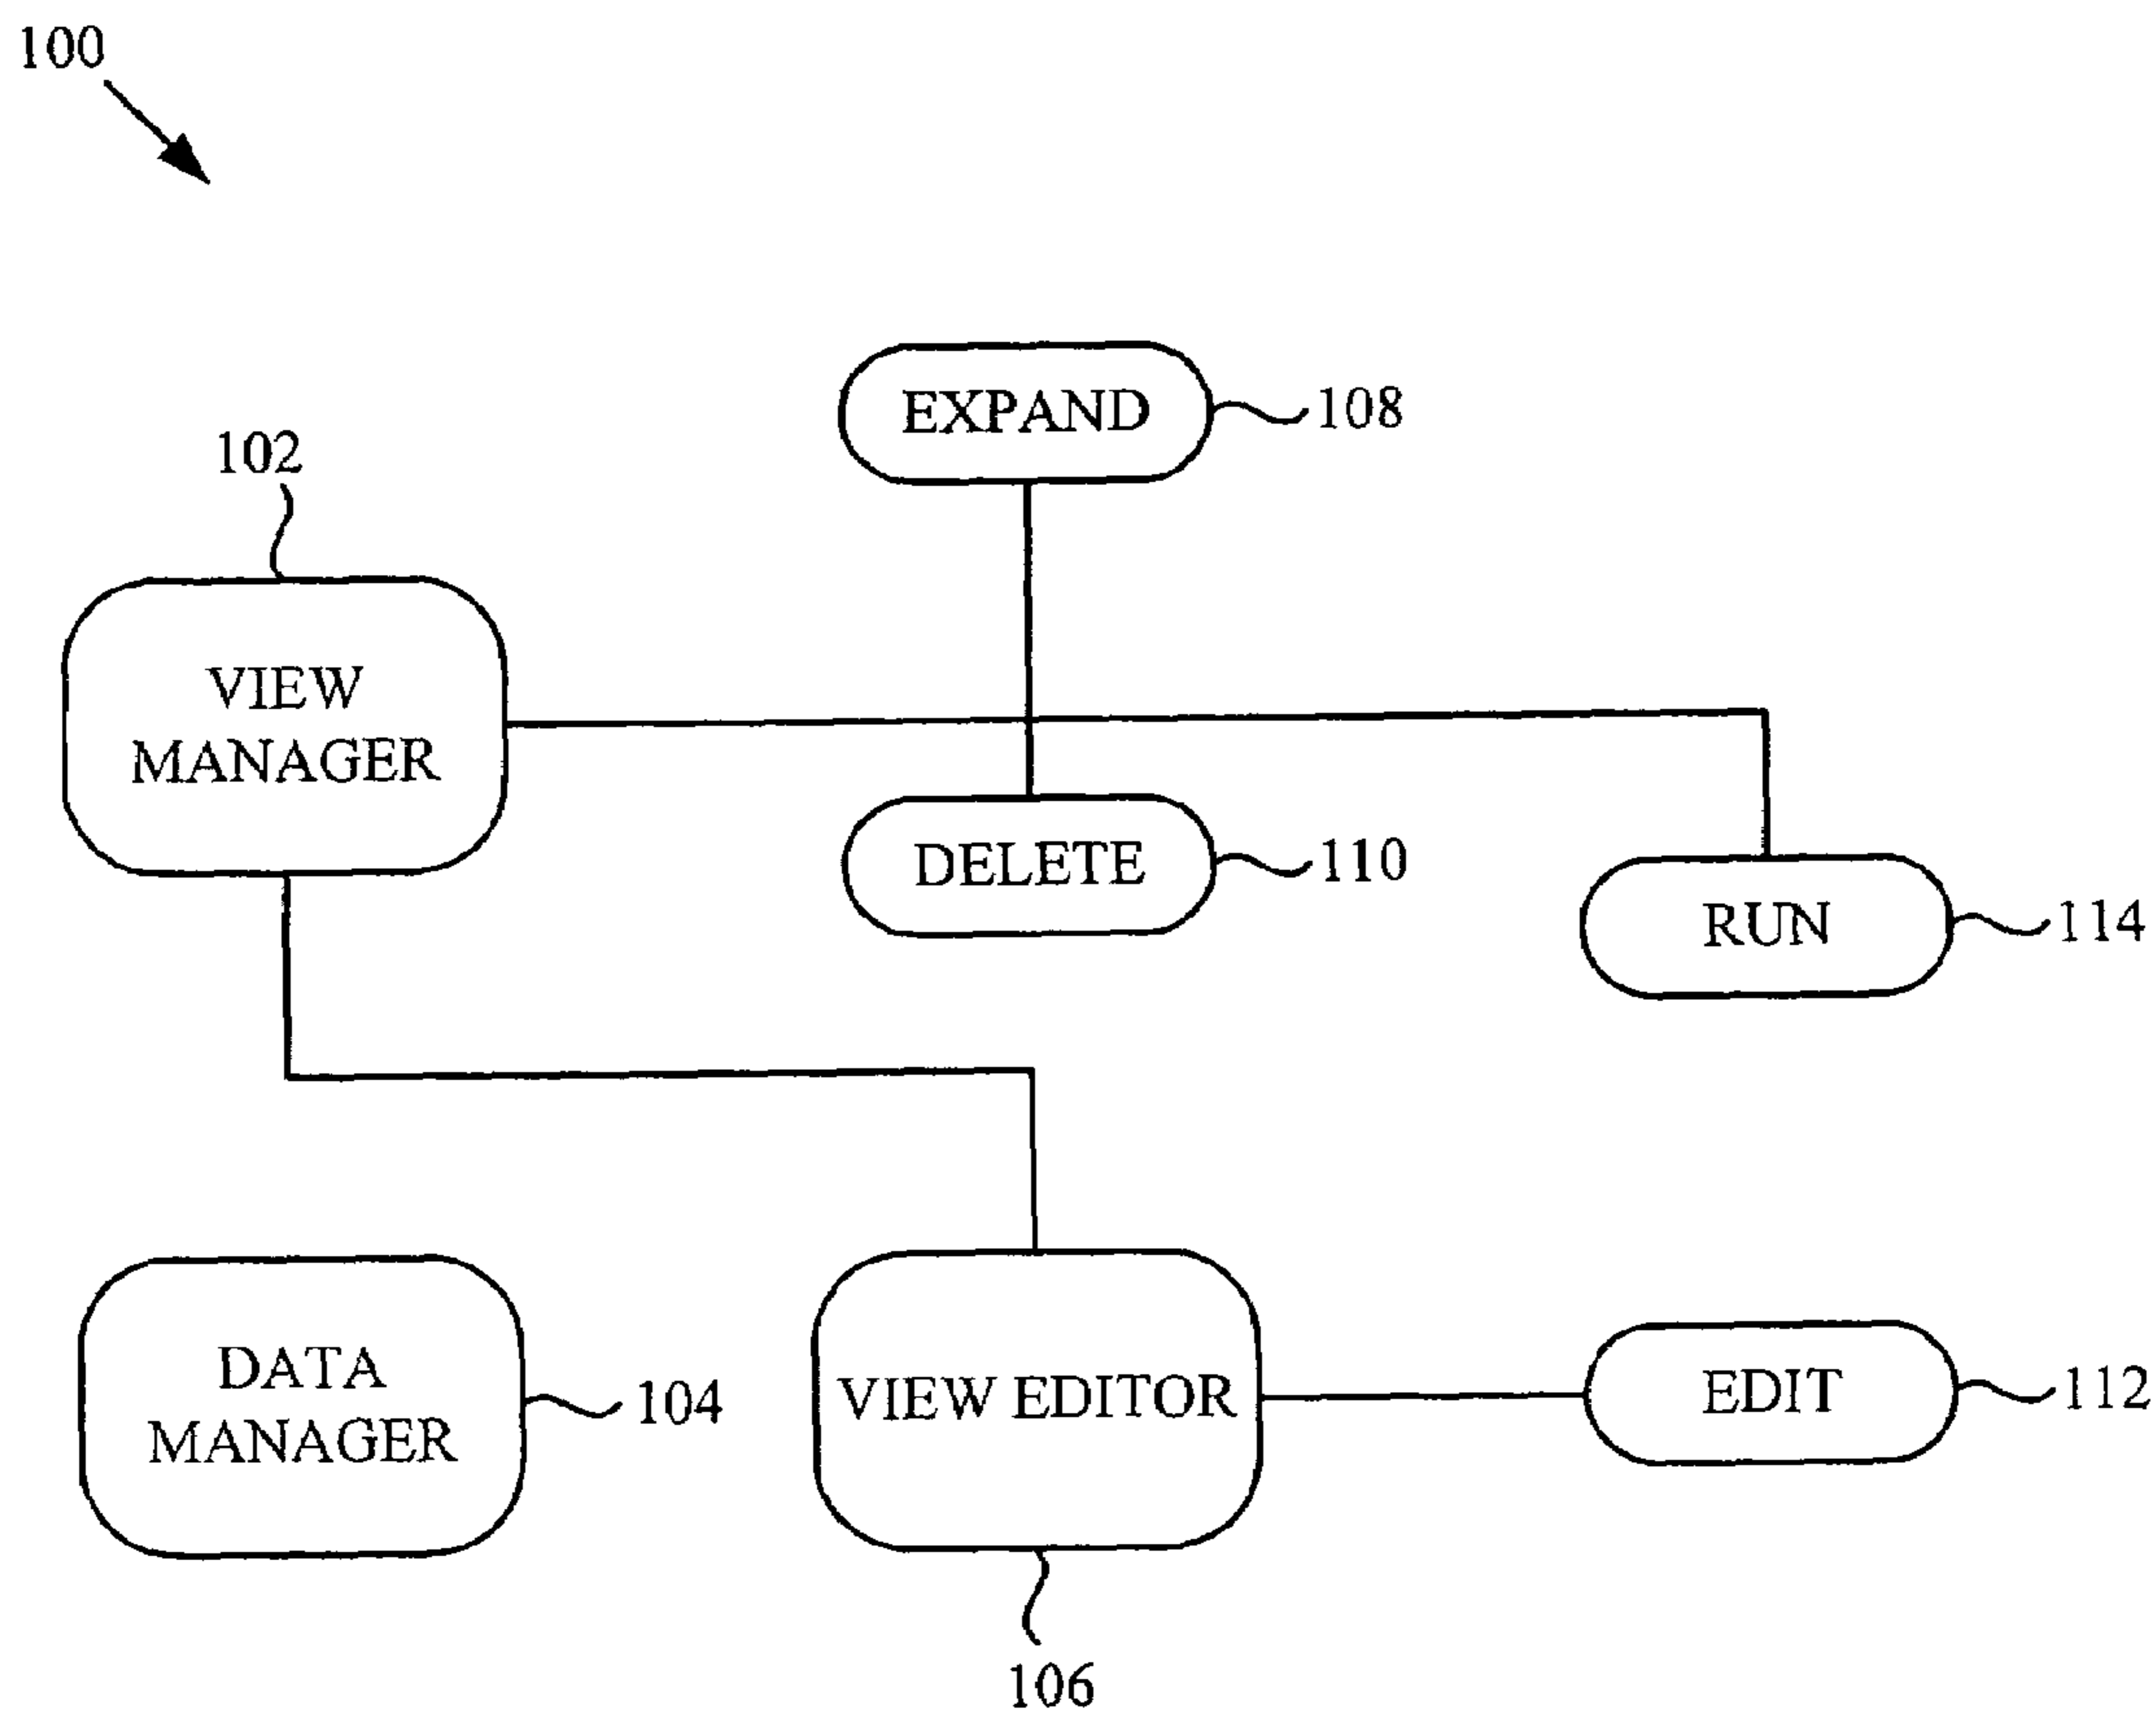 100
EXPAND
108
102
VIEW
MANAGER
DELETE
110
RUN
114
DATA
MANAGER
104
VIEW EDITOR
EDIT
112
106